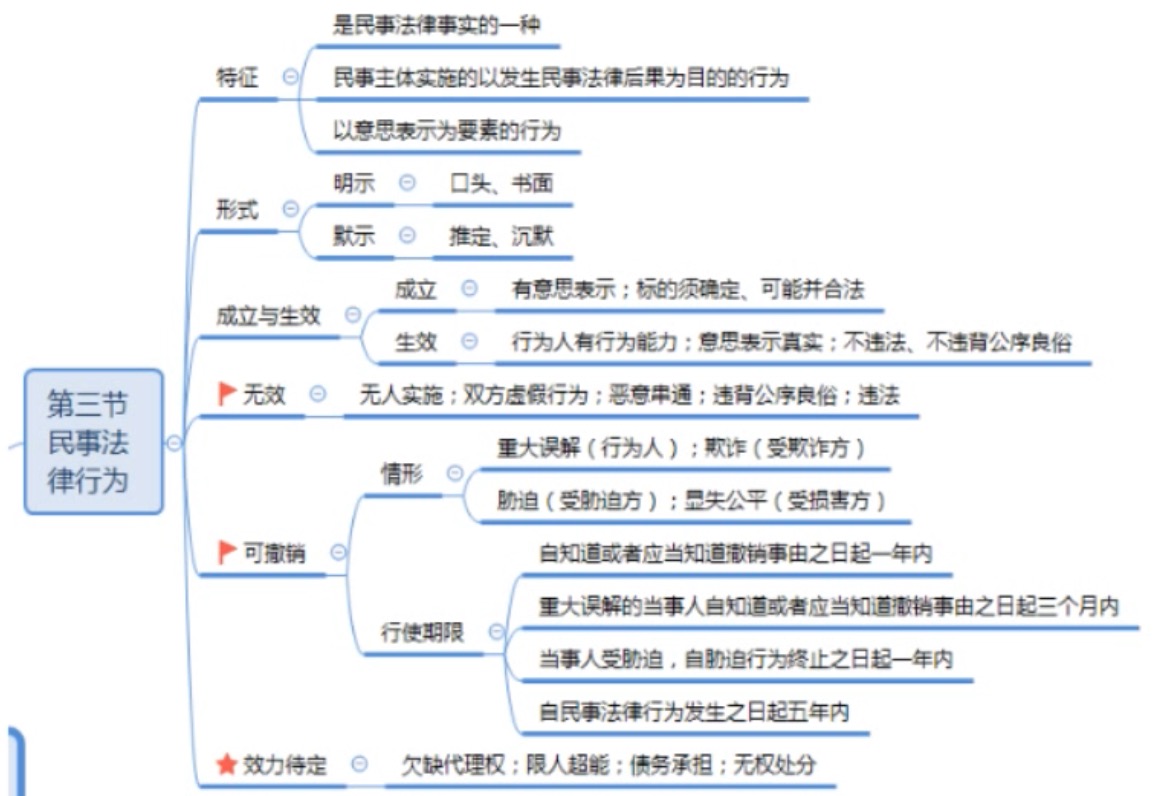 第三节
民事法
律行为
特征
是民事法律事实的一种
民事主体实施的以发生民事法律后果为目的的行为
以意思表示为要素的行为
形式
明示
口头、书面
默示
推定、沉默
成立与生效
成立
有意思表示；标的须确定、可能并合法
生效
行为人有行为能力；意思表示真实；不违法、不违背公序良俗
无效
无人实施；双方虚假行为；恶意串通；违背公序良俗；违法
可撤销
情形
重大误解（行为人）；欺诈（受欺诈方）
胁迫（受胁迫方）；显失公平（受损害方）
行使期限
自知道或者应当知道撤销事由之日起一年内
重大误解的当事人自知道或者应当知道撤销事由之日起三个月内
当事人受胁迫，自胁迫行为终止之日起一年内
自民事法律行为发生之日起五年内
效力待定
欠缺代理权；限人超能；债务承担；无权处分